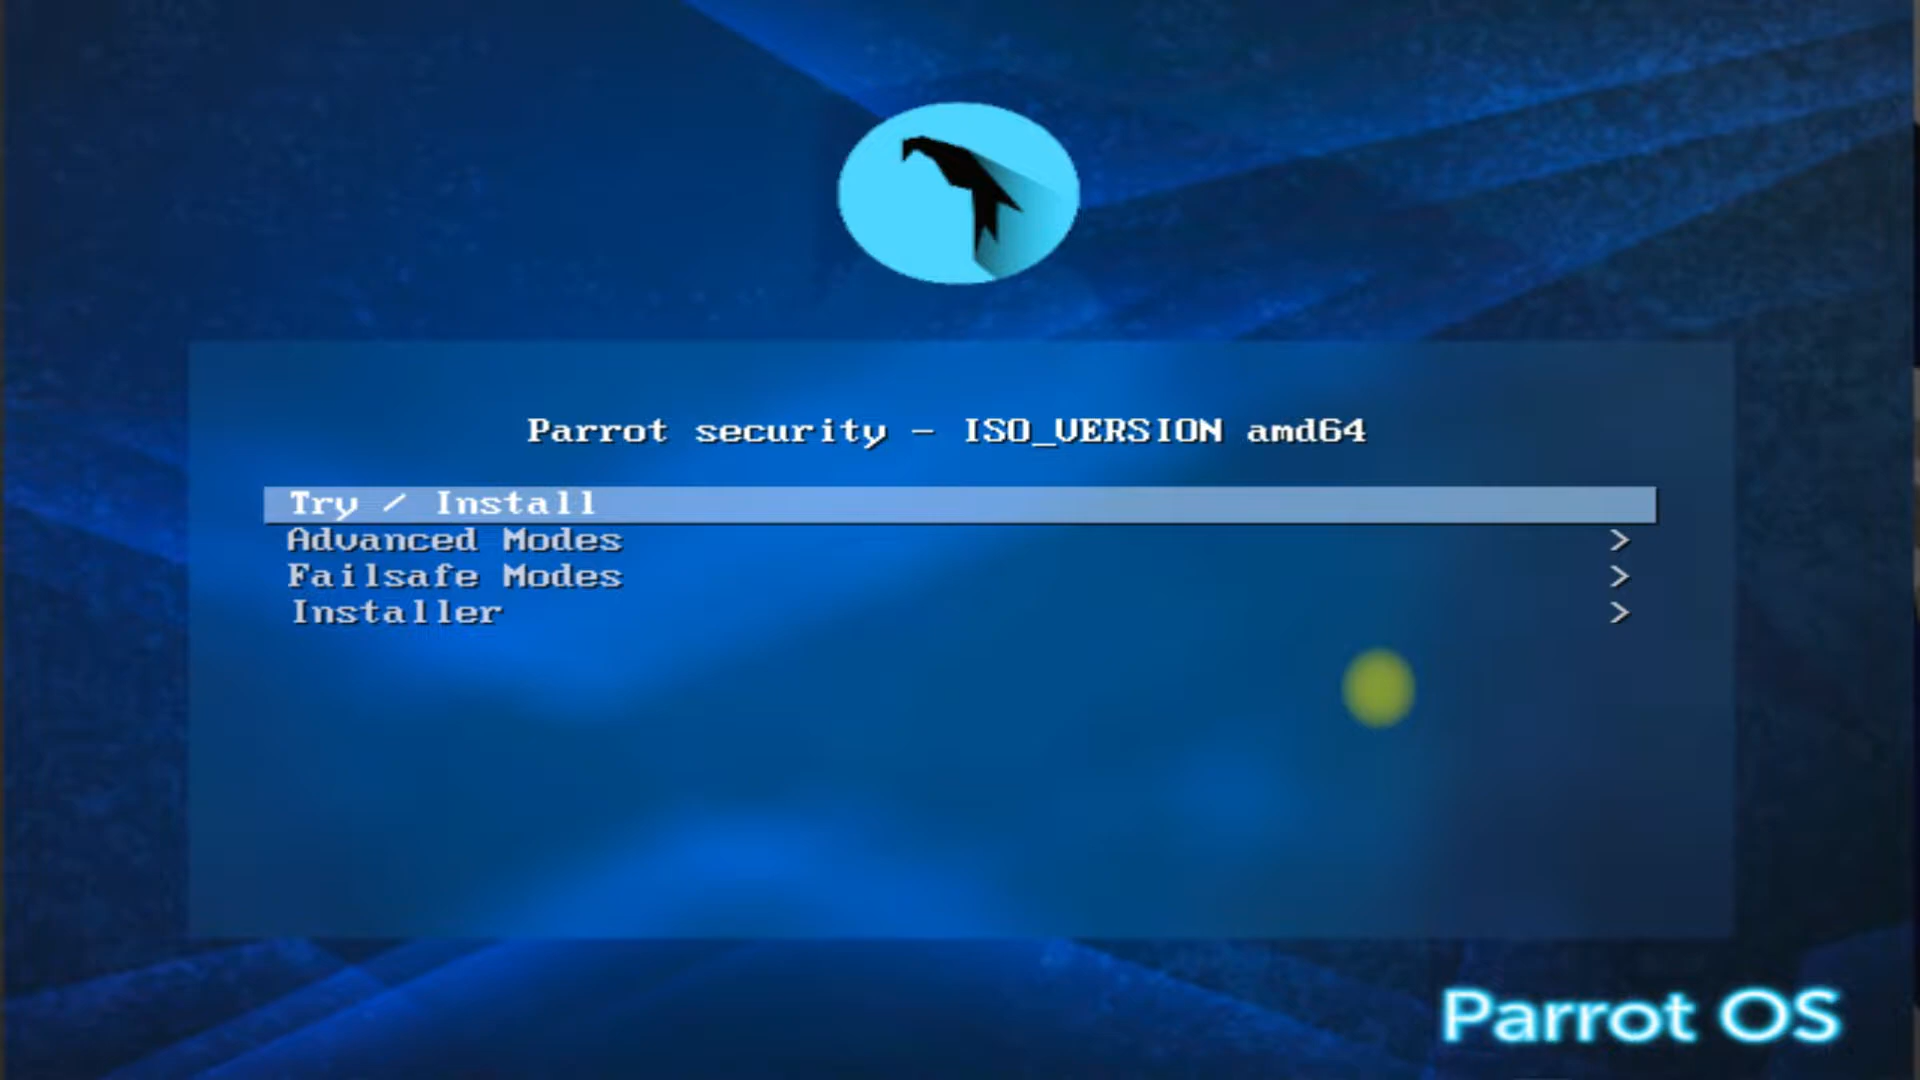 Parrot security - ISO_VERSION amd64
Try / Install
Advanced Modes >
Failsafe Modes >
Installer >
Parrot OS